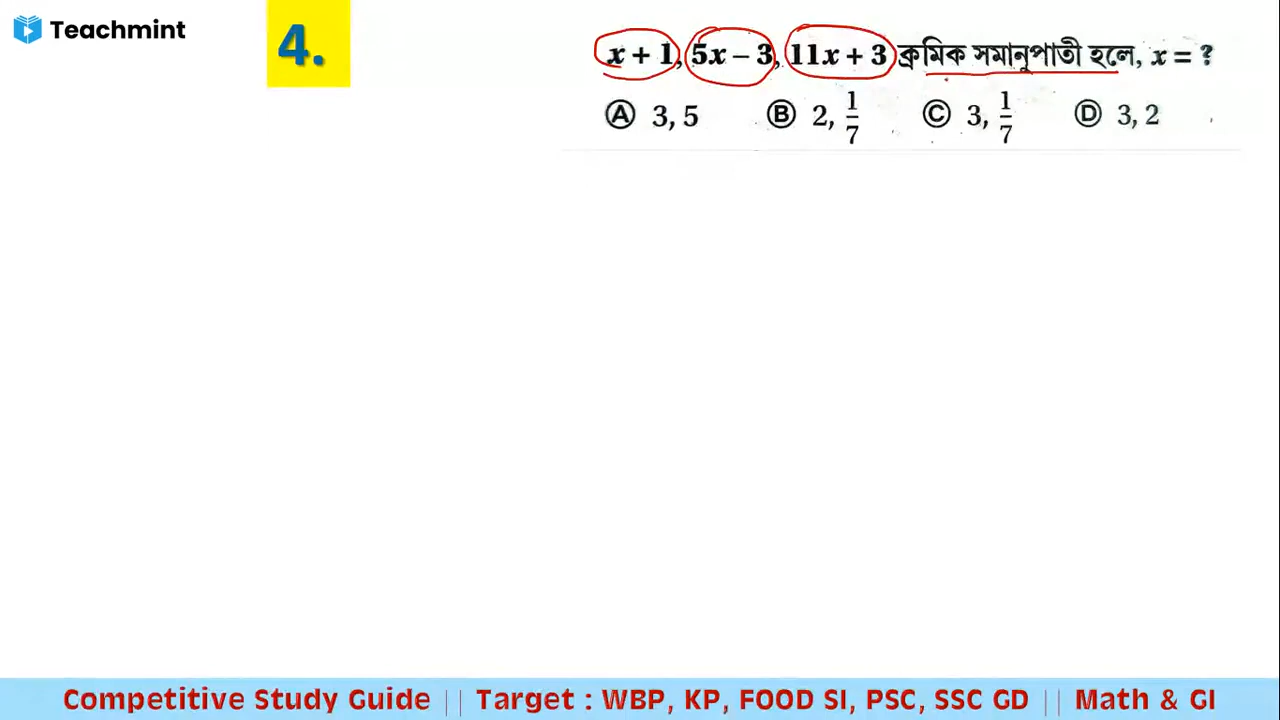 Teachmint
4.
x + 1, 5x – 3, 11x + 3 ক্রমিক সমানুপাতী হলে, x = ?
Ⓐ 3, 5 Ⓑ 2, 1/7 Ⓒ 3, 1/7 Ⓓ 3, 2
Competitive Study Guide || Target : WBP, KP, FOOD SI, PSC, SSC GD || Math & GI